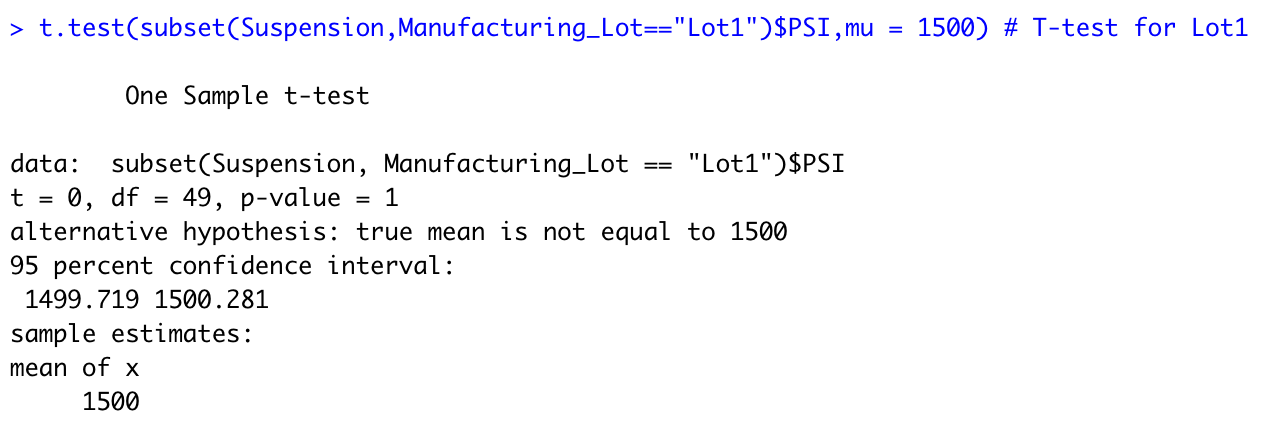 > t.test(subset(Suspension,Manufacturing_Lot=="Lot1")$PSI,mu = 1500) # T-test for Lot1
One Sample t-test
data:  subset(Suspension, Manufacturing_Lot == "Lot1")$PSI
t = 0, df = 49, p-value = 1
alternative hypothesis: true mean is not equal to 1500
95 percent confidence interval:
 1499.719 1500.281
sample estimates:
mean of x
     1500